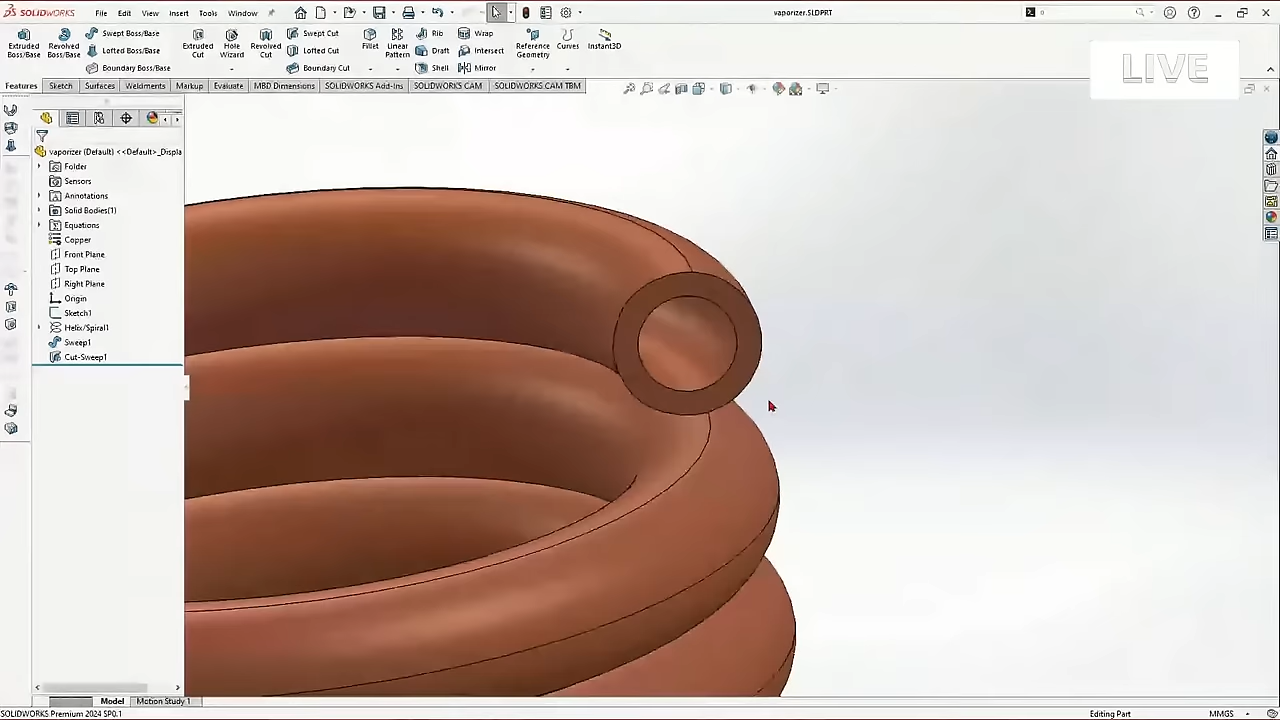 SOLIDWORKS File Edit View Insert Tools Window vaporizer.SLDPRT
LIVE
Extruded Boss/Base
Revolved Boss/Base
Swept Boss/Base
Lofted Boss/Base
Boundary Boss/Base
Extruded Cut
Hole Wizard
Revolved Cut
Swept Cut
Lofted Cut
Boundary Cut
Fillet
Linear Pattern
Rib
Draft
Shell
Wrap
Intersect
Mirror
Reference Geometry
Curves
Instant3D
Features Sketch Surfaces Weldments Markup Evaluate MBD Dimensions SOLIDWORKS Add-Ins SOLIDWORKS CAM SOLIDWORKS CAM TBM
vaporizer (Default) <<Default>_Displa
Folder
Sensors
Annotations
Solid Bodies(1)
Equations
Copper
Front Plane
Top Plane
Right Plane
Origin
Sketch1
Helix/Spiral1
Sweep1
Cut-Sweep1
Model Motion Study 1
SOLIDWORKS Premium 2024 SP0.1 Editing Part MMGS